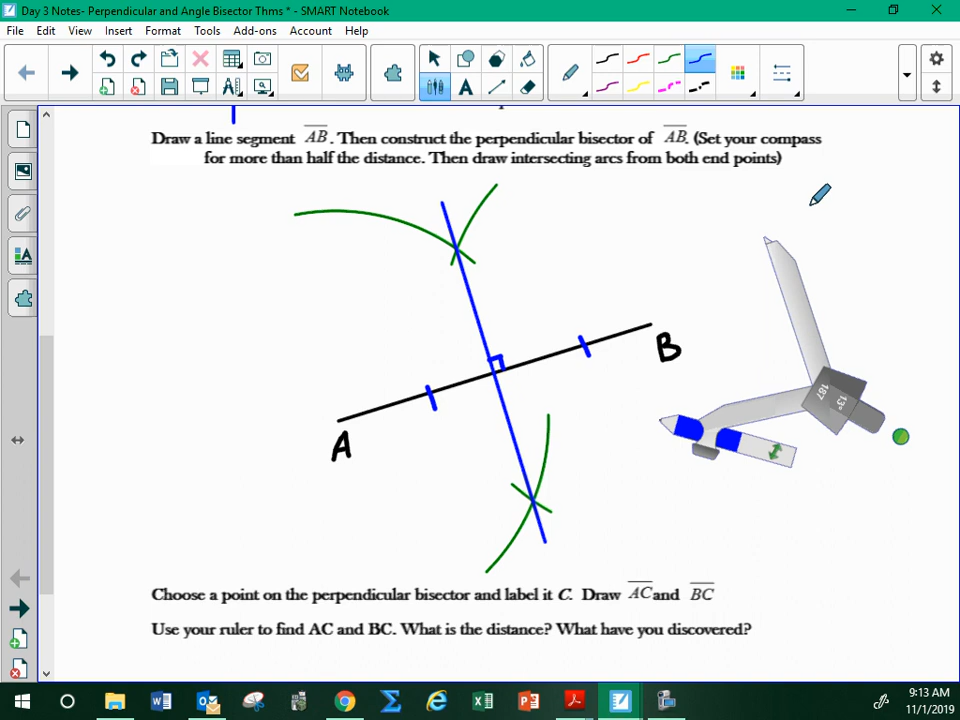 Day 3 Notes- Perpendicular and Angle Bisector Thms * - SMART Notebook
File Edit View Insert Format Tools Add-ons Account Help
Draw a line segment AB. Then construct the perpendicular bisector of AB. (Set your compass
for more than half the distance. Then draw intersecting arcs from both end points)
B
187
13°
A
Choose a point on the perpendicular bisector and label it C. Draw AC and BC
Use your ruler to find AC and BC. What is the distance? What have you discovered?
9:13 AM
11/1/2019